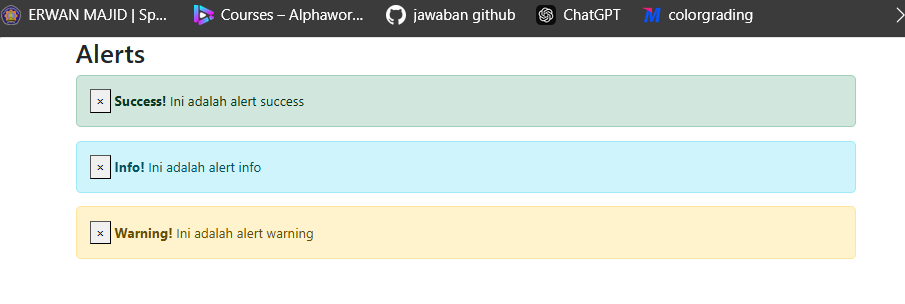 ERWAN MAJID | Sp... Courses – Alphawor... jawaban github ChatGPT colorgrading
Alerts
× Success! Ini adalah alert success
× Info! Ini adalah alert info
× Warning! Ini adalah alert warning